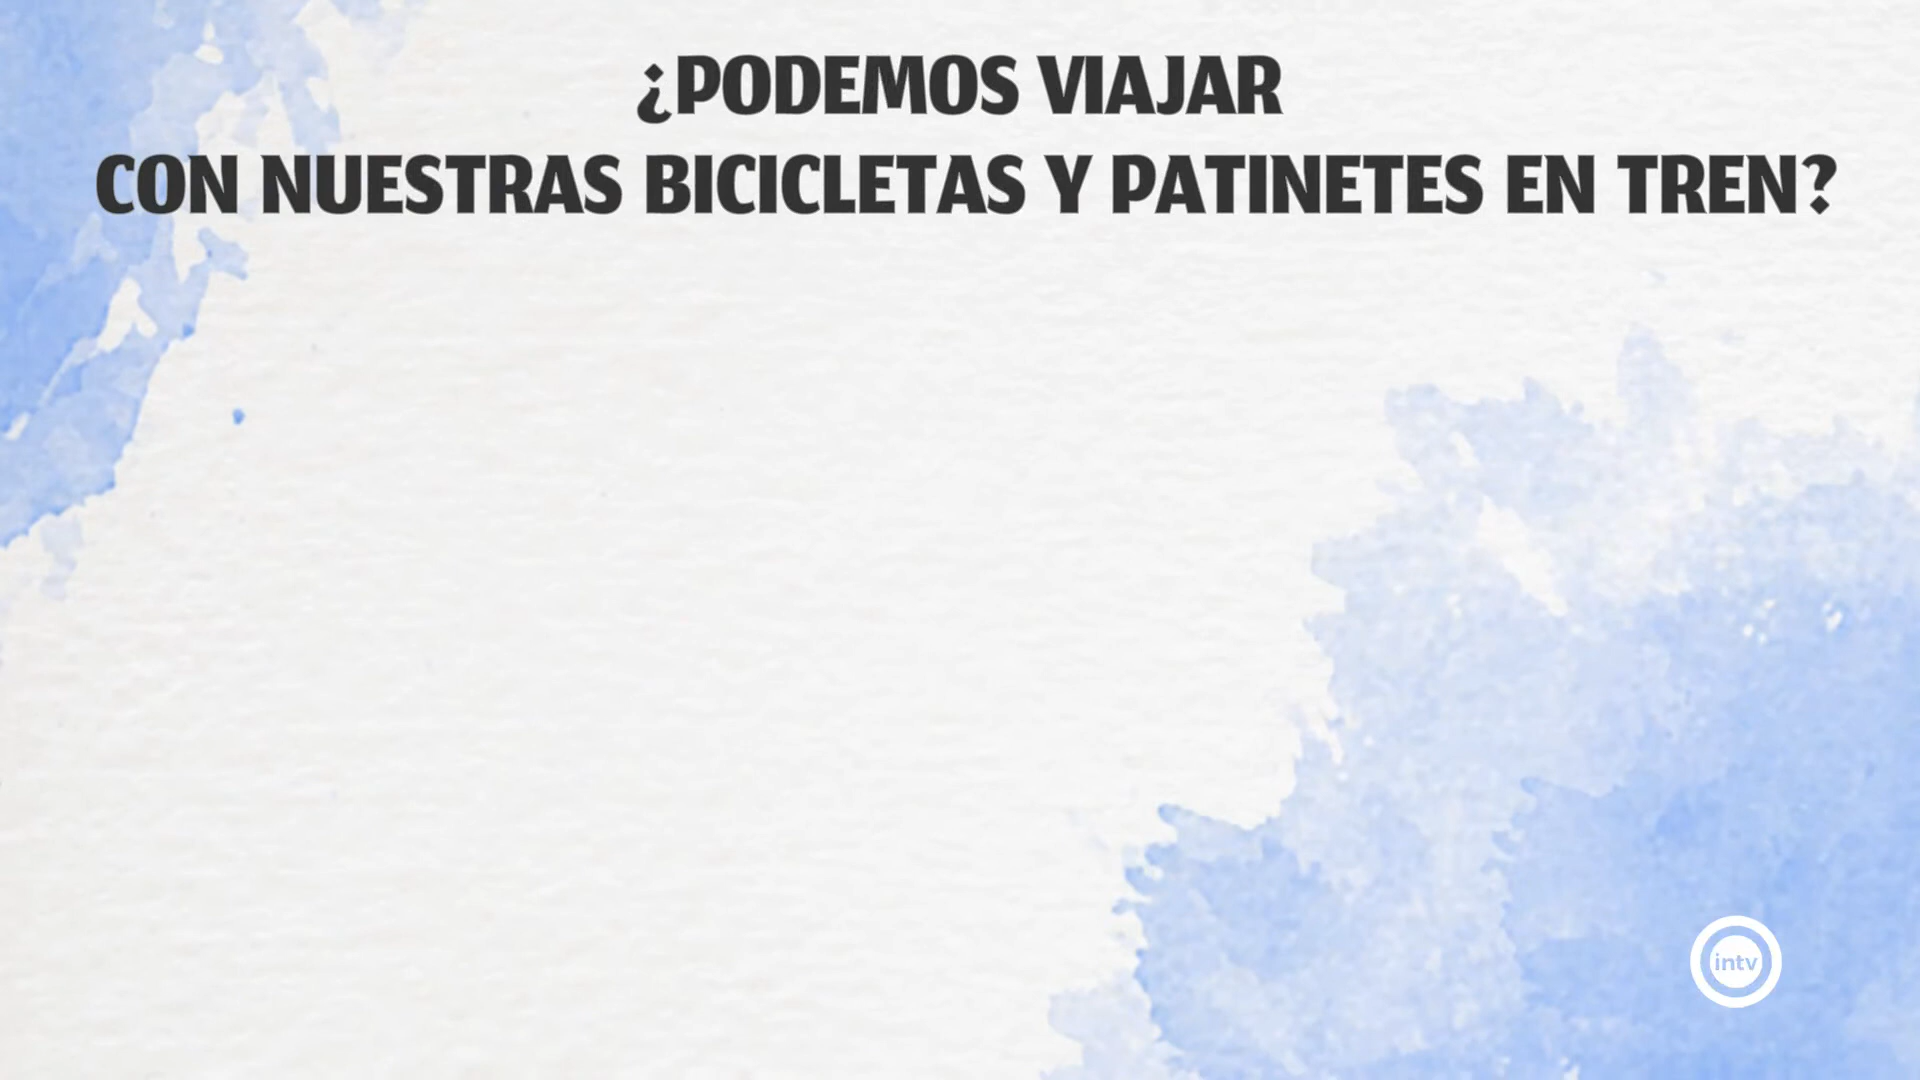 ¿PODEMOS VIAJAR
CON NUESTRAS BICICLETAS Y PATINETES EN TREN?
intv